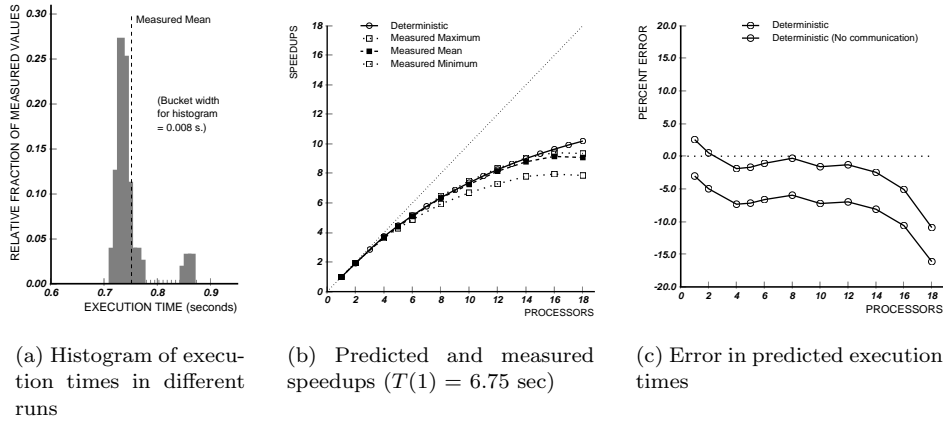 RELATIVE FRACTION OF MEASURED VALUES
0.30
0.25
0.20
0.15
0.10
0.05
0.00
Measured Mean
(Bucket width
for histogram
= 0.008 s.)
0.6 0.7 0.8 0.9
EXECUTION TIME (seconds)
SPEEDUPS
18
16
14
12
10
8
6
4
2
0
Deterministic
Measured Maximum
Measured Mean
Measured Minimum
0 2 4 6 8 10 12 14 16 18
PROCESSORS
PERCENT ERROR
20.0
15.0
10.0
5.0
0.0
-5.0
-10.0
-15.0
-20.0
Deterministic
Deterministic (No communication)
0 2 4 6 8 10 12 14 16 18
PROCESSORS
(a) Histogram of execu-
tion times in different
runs
(b) Predicted and measured
speedups (T(1) = 6.75 sec)
(c) Error in predicted execution
times